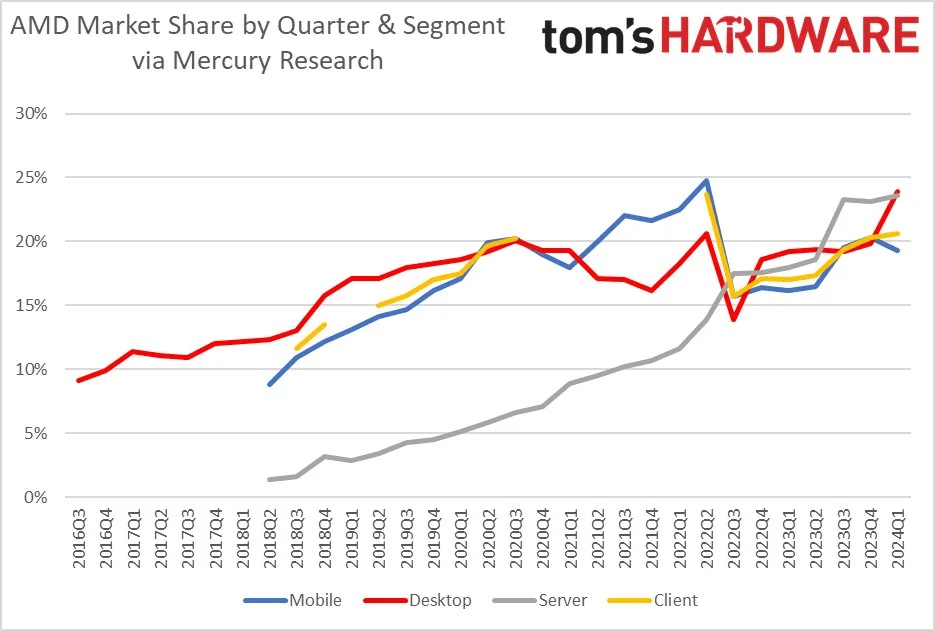 AMD Market Share by Quarter & Segment
via Mercury Research
tom's HARDWARE
30%
25%
20%
15%
10%
5%
0%
2016Q3
2016Q4
2017Q1
2017Q2
2017Q3
2017Q4
2018Q1
2018Q2
2018Q3
2018Q4
2019Q1
2019Q2
2019Q3
2019Q4
2020Q1
2020Q2
2020Q3
2020Q4
2021Q1
2021Q2
2021Q3
2021Q4
2022Q1
2022Q2
2022Q3
2022Q4
2023Q1
2023Q2
2023Q3
2023Q4
2024Q1
Mobile Desktop Server Client